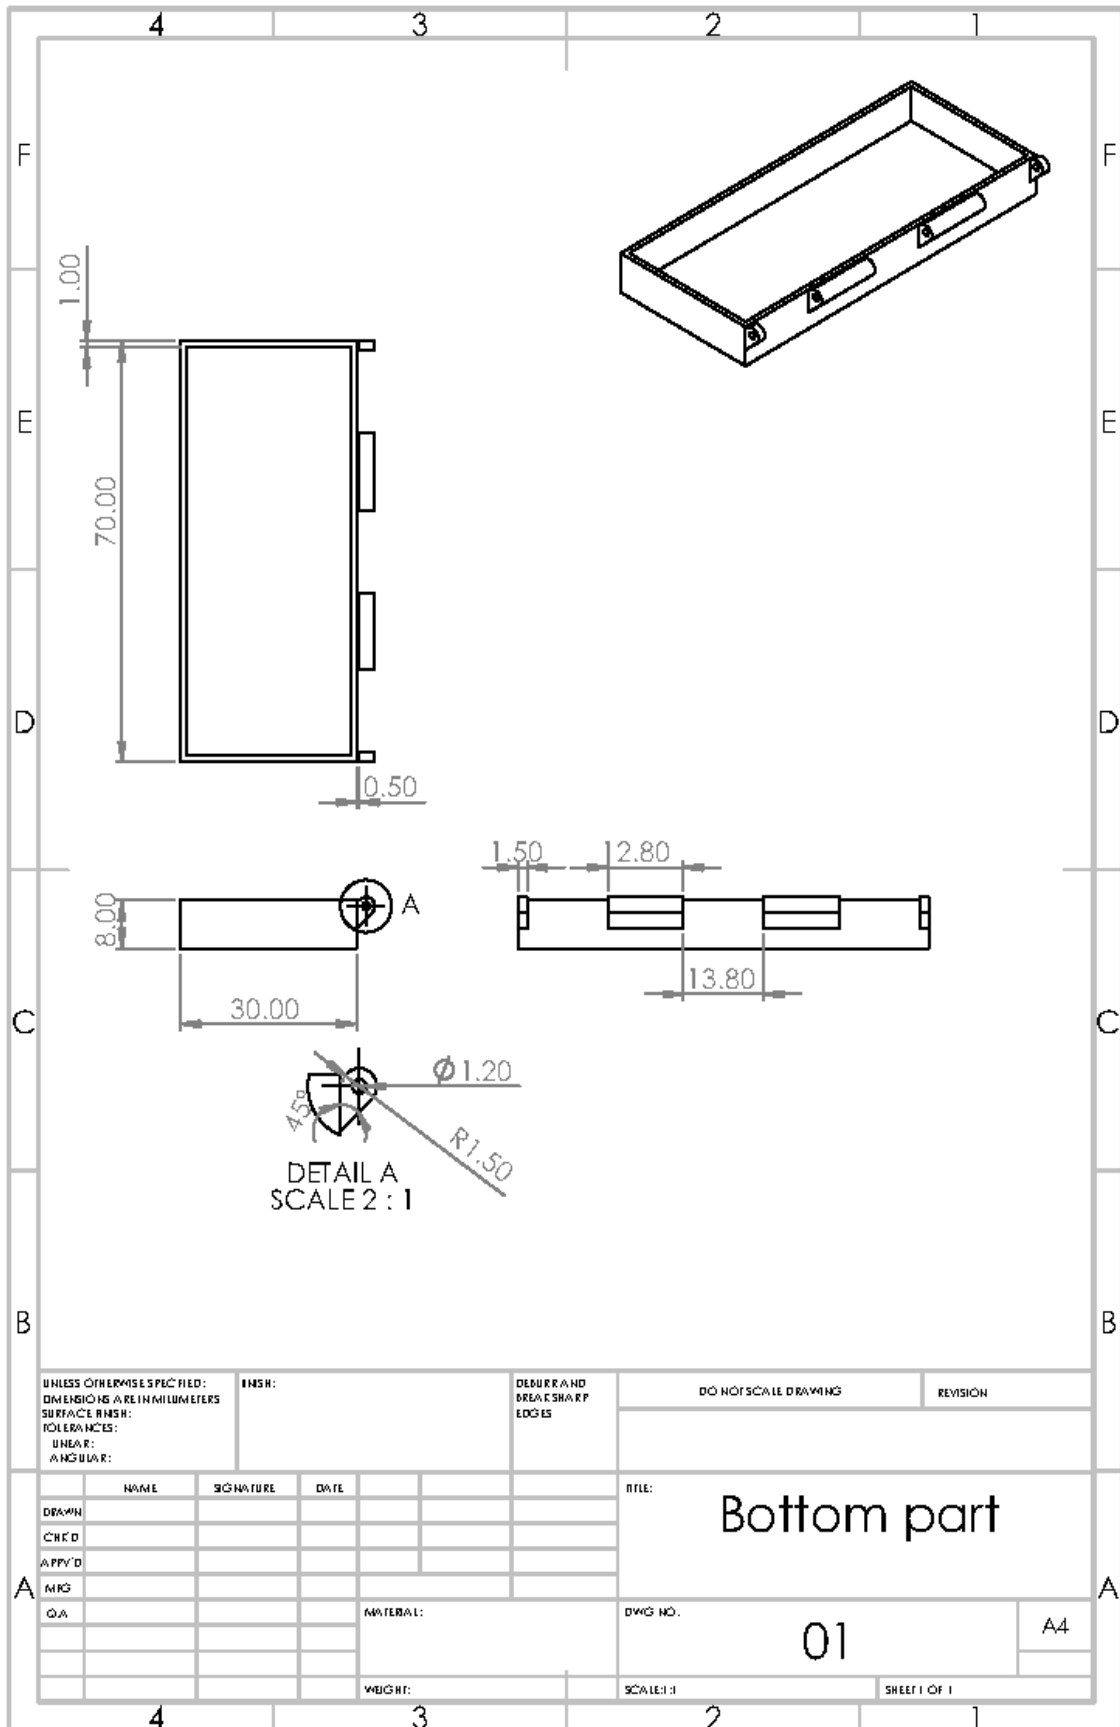 4 3 2 1
F F
1.00
E E
70.00
D D
0.50
1.50 12.80
8.00 A
13.80
C 30.00 C
Φ1.20
45°
R1.50
DETAIL A
SCALE 2 : 1
B B
UNLESS OTHERWISE SPECIFIED:
DIMENSIONS ARE IN MILLIMETERS
SURFACE FINISH:
TOLERANCES:
LINEAR:
ANGULAR:
FINISH:
DEBURR AND
BREAK SHARP
EDGES
DO NOT SCALE DRAWING
REVISION
NAME SIGNATURE DATE
DRAWN
CHK'D
APPV'D
MFG
Q.A
TITLE:
Bottom part
A A
MATERIAL:
DWG NO.
01
A4
WEIGHT:
SCALE:1:1
SHEET 1 OF 1
4 3 2 1